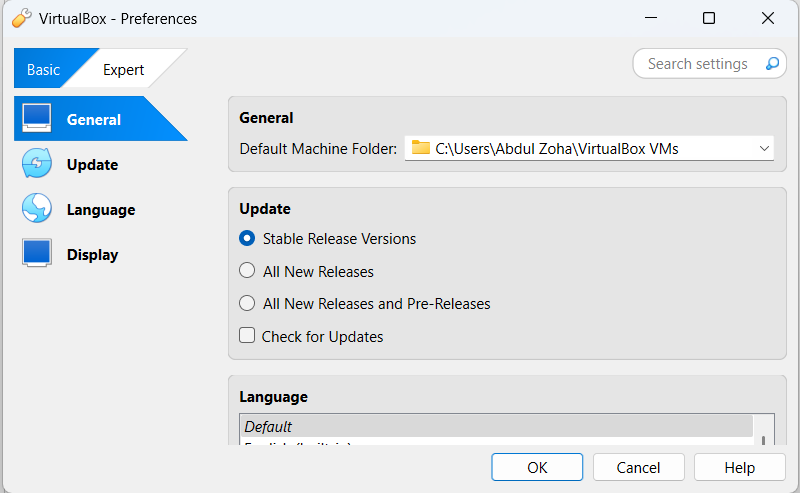 VirtualBox - Preferences
Basic
Expert
Search settings
General
Update
Language
Display
General
Default Machine Folder: C:\Users\Abdul Zoha\VirtualBox VMs
Update
Stable Release Versions
All New Releases
All New Releases and Pre-Releases
Check for Updates
Language
Default
OK
Cancel
Help